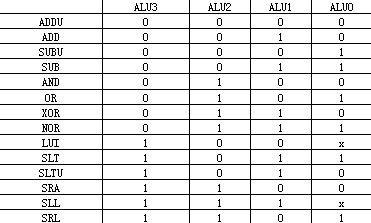 ALU3 ALU2 ALU1 ALU0
ADDU 0 0 0 0
ADD 0 0 1 0
SUBU 0 0 0 1
SUB 0 0 1 1
AND 0 1 0 0
OR 0 1 0 1
XOR 0 1 1 0
NOR 0 1 1 1
LUI 1 0 0 x
SLT 1 0 1 1
SLTU 1 0 1 0
SRA 1 1 0 0
SLL 1 1 1 x
SRL 1 1 0 1